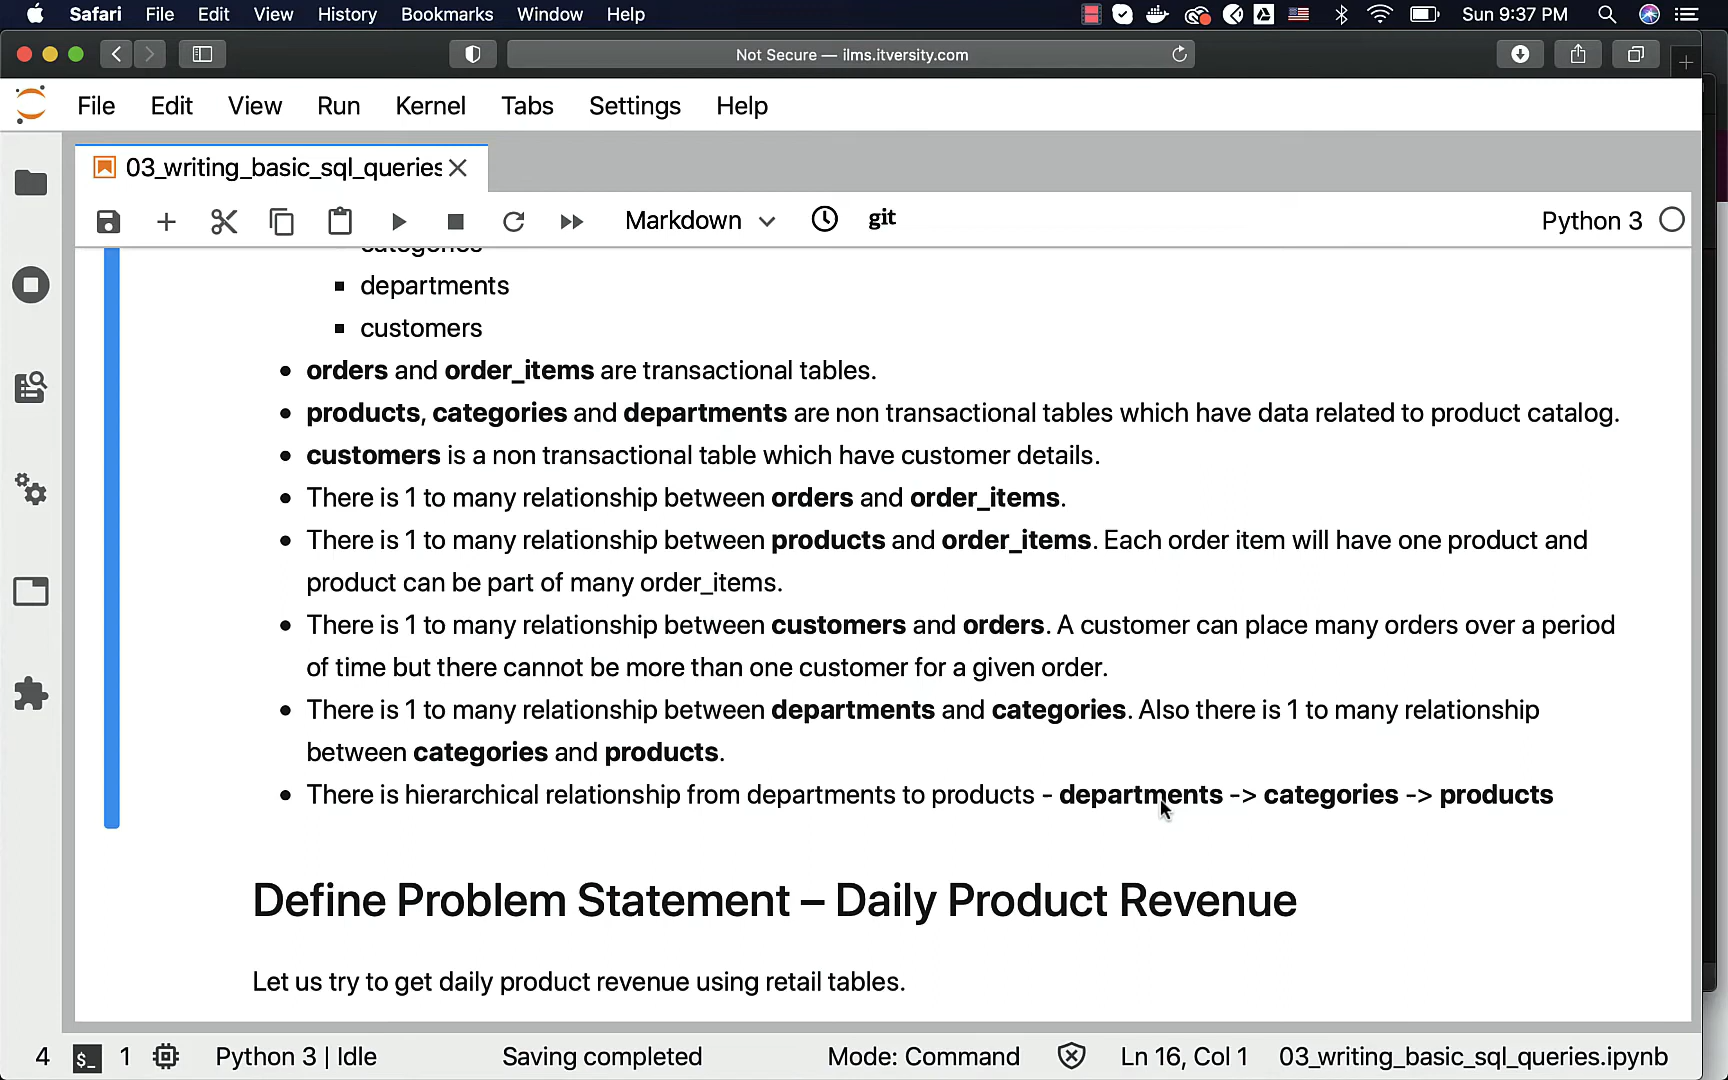 Safari File Edit View History Bookmarks Window Help Sun 9:37 PM
Not Secure — ilms.itversity.com
File Edit View Run Kernel Tabs Settings Help
03_writing_basic_sql_queries
Markdown git Python 3
categories
departments
customers
orders and order_items are transactional tables.
products, categories and departments are non transactional tables which have data related to product catalog.
customers is a non transactional table which have customer details.
There is 1 to many relationship between orders and order_items.
There is 1 to many relationship between products and order_items. Each order item will have one product and
product can be part of many order_items.
There is 1 to many relationship between customers and orders. A customer can place many orders over a period
of time but there cannot be more than one customer for a given order.
There is 1 to many relationship between departments and categories. Also there is 1 to many relationship
between categories and products.
There is hierarchical relationship from departments to products - departments -> categories -> products
Define Problem Statement – Daily Product Revenue
Let us try to get daily product revenue using retail tables.
4 $_ 1 Python 3 | Idle Saving completed Mode: Command Ln 16, Col 1 03_writing_basic_sql_queries.ipynb